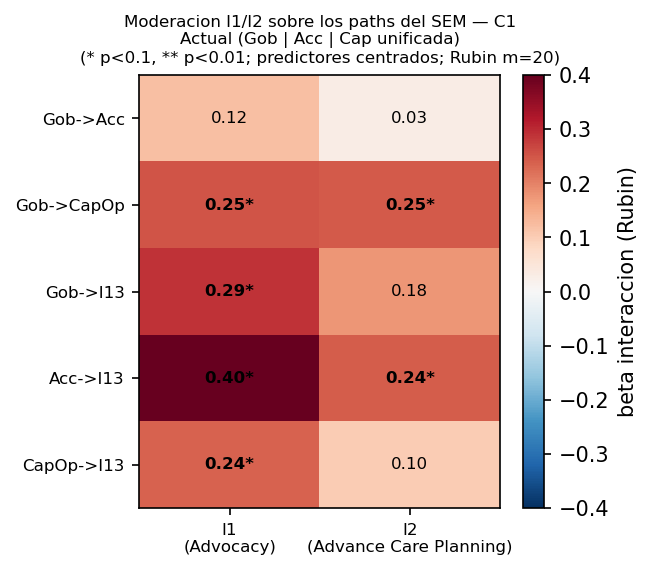 Moderacion I1/I2 sobre los paths del SEM — C1
Actual (Gob | Acc | Cap unificada)
(* p<0.1, ** p<0.01; predictores centrados; Rubin m=20)
Gob->Acc 0.12 0.03
Gob->CapOp 0.25* 0.25*
Gob->I13 0.29* 0.18
Acc->I13 0.40* 0.24*
CapOp->I13 0.24* 0.10
I1 I2
(Advocacy) (Advance Care Planning)
0.4
0.3
0.2
0.1
0.0
−0.1
−0.2
−0.3
−0.4
beta interaccion (Rubin)